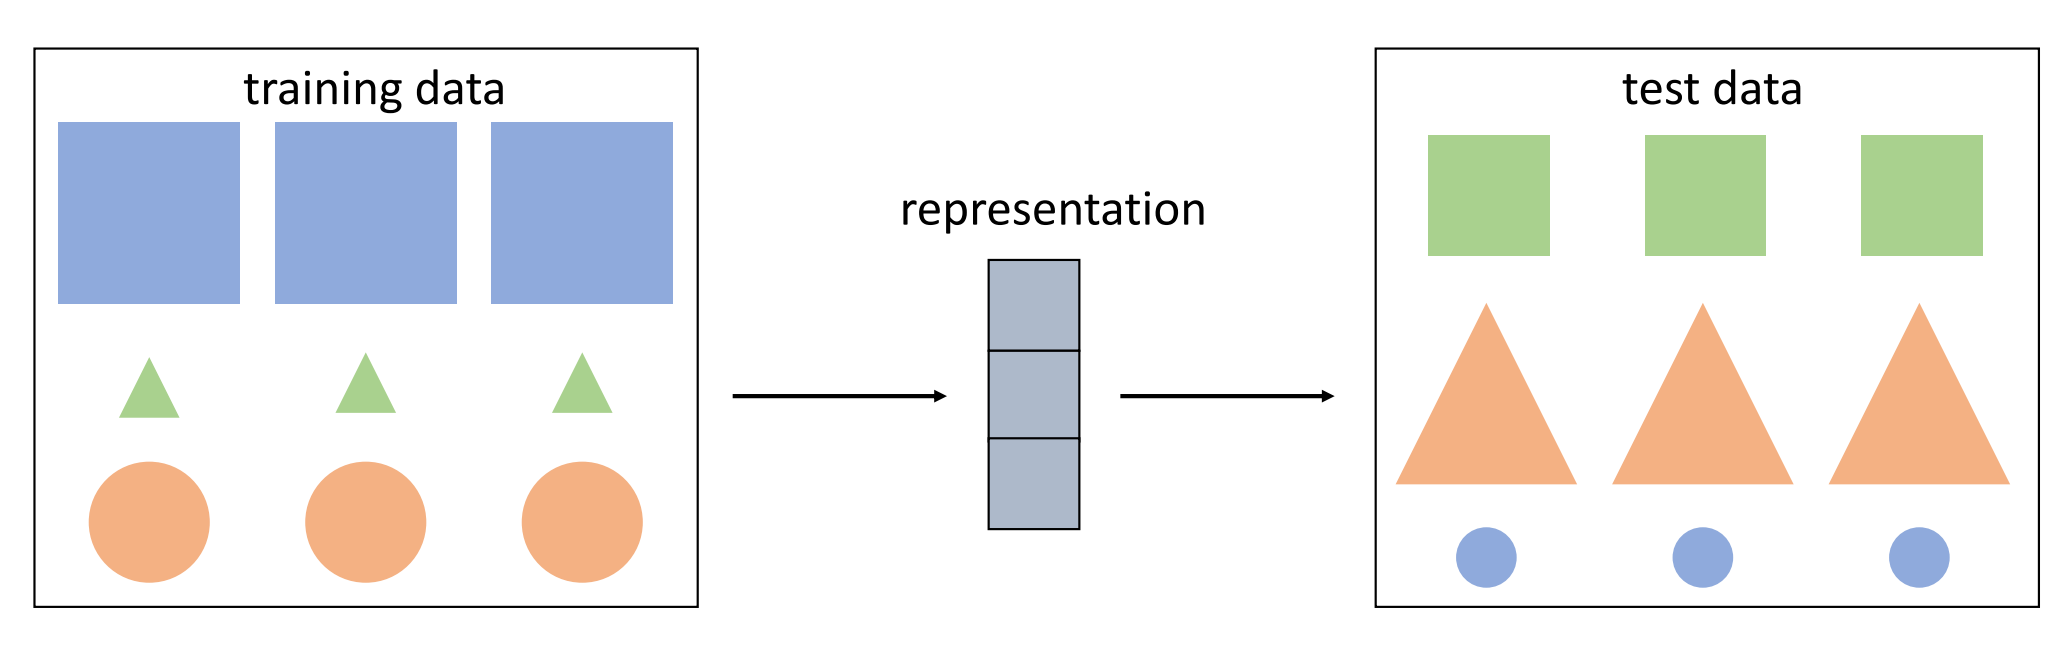 training data
representation
test data